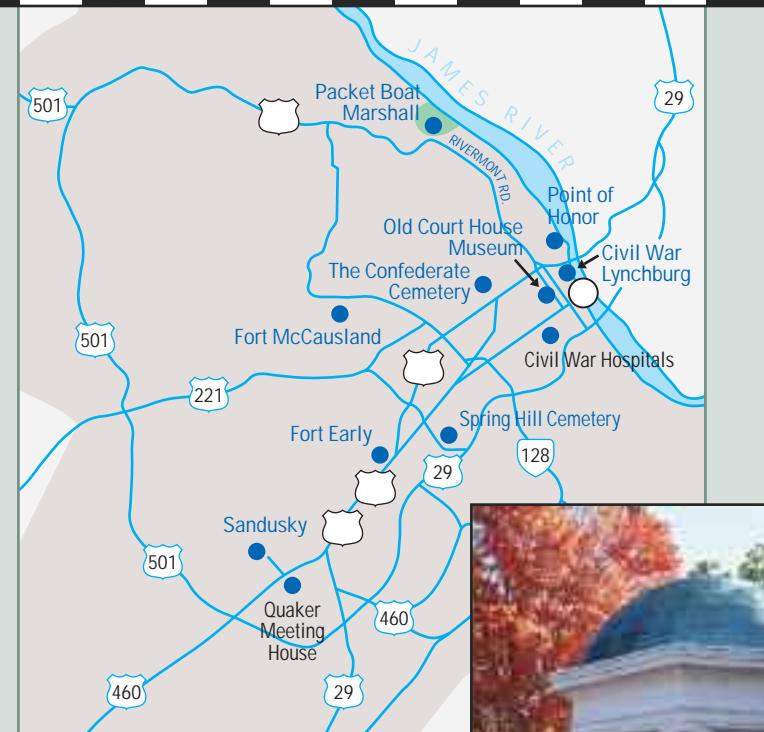 JAMES RIVER
Packet Boat
Marshall
501
29
RIVERMONT RD.
Point of
Honor
Old Court House
Museum
Civil War
Lynchburg
The Confederate
Cemetery
Fort McCausland
501
Civil War Hospitals
221
Spring Hill Cemetery
Fort Early
128
29
Sandusky
501
Quaker
Meeting
House
460
460
29